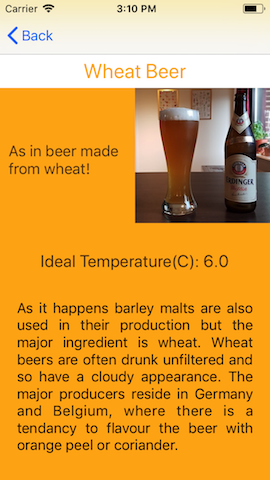 Carrier 3:10 PM
Back
Wheat Beer
As in beer made
from wheat!
ERDINGER
Ideal Temperature(C): 6.0
As it happens barley malts are also
used in their production but the
major ingredient is wheat. Wheat
beers are often drunk unfiltered and
so have a cloudy appearance. The
major producers reside in Germany
and Belgium, where there is a
tendancy to flavour the beer with
orange peel or coriander.